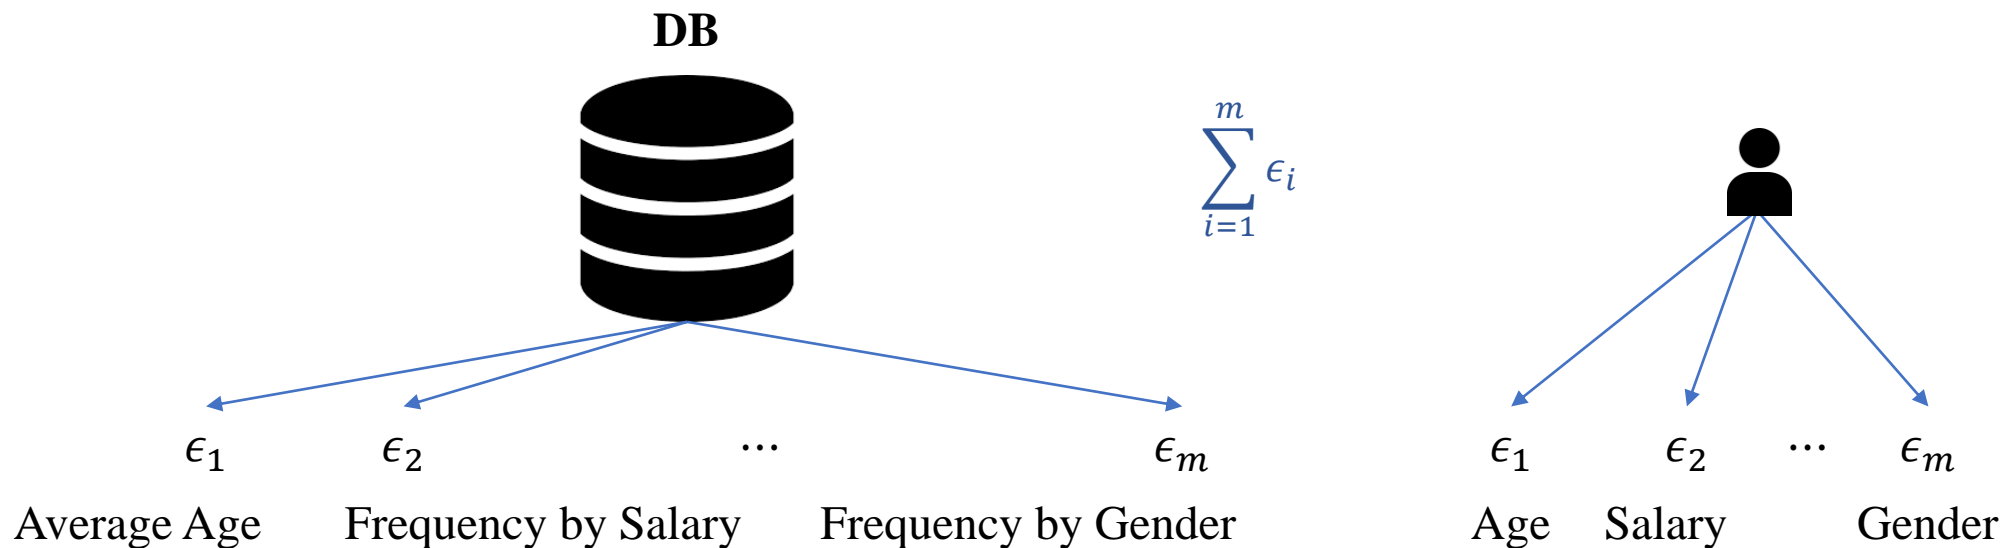 DB
∑_{i=1}^{m} ϵ_i
ϵ₁ ϵ₂ ⋯ ϵₘ
Average Age Frequency by Salary Frequency by Gender
ϵ₁ ϵ₂ ⋯ ϵₘ
Age Salary Gender